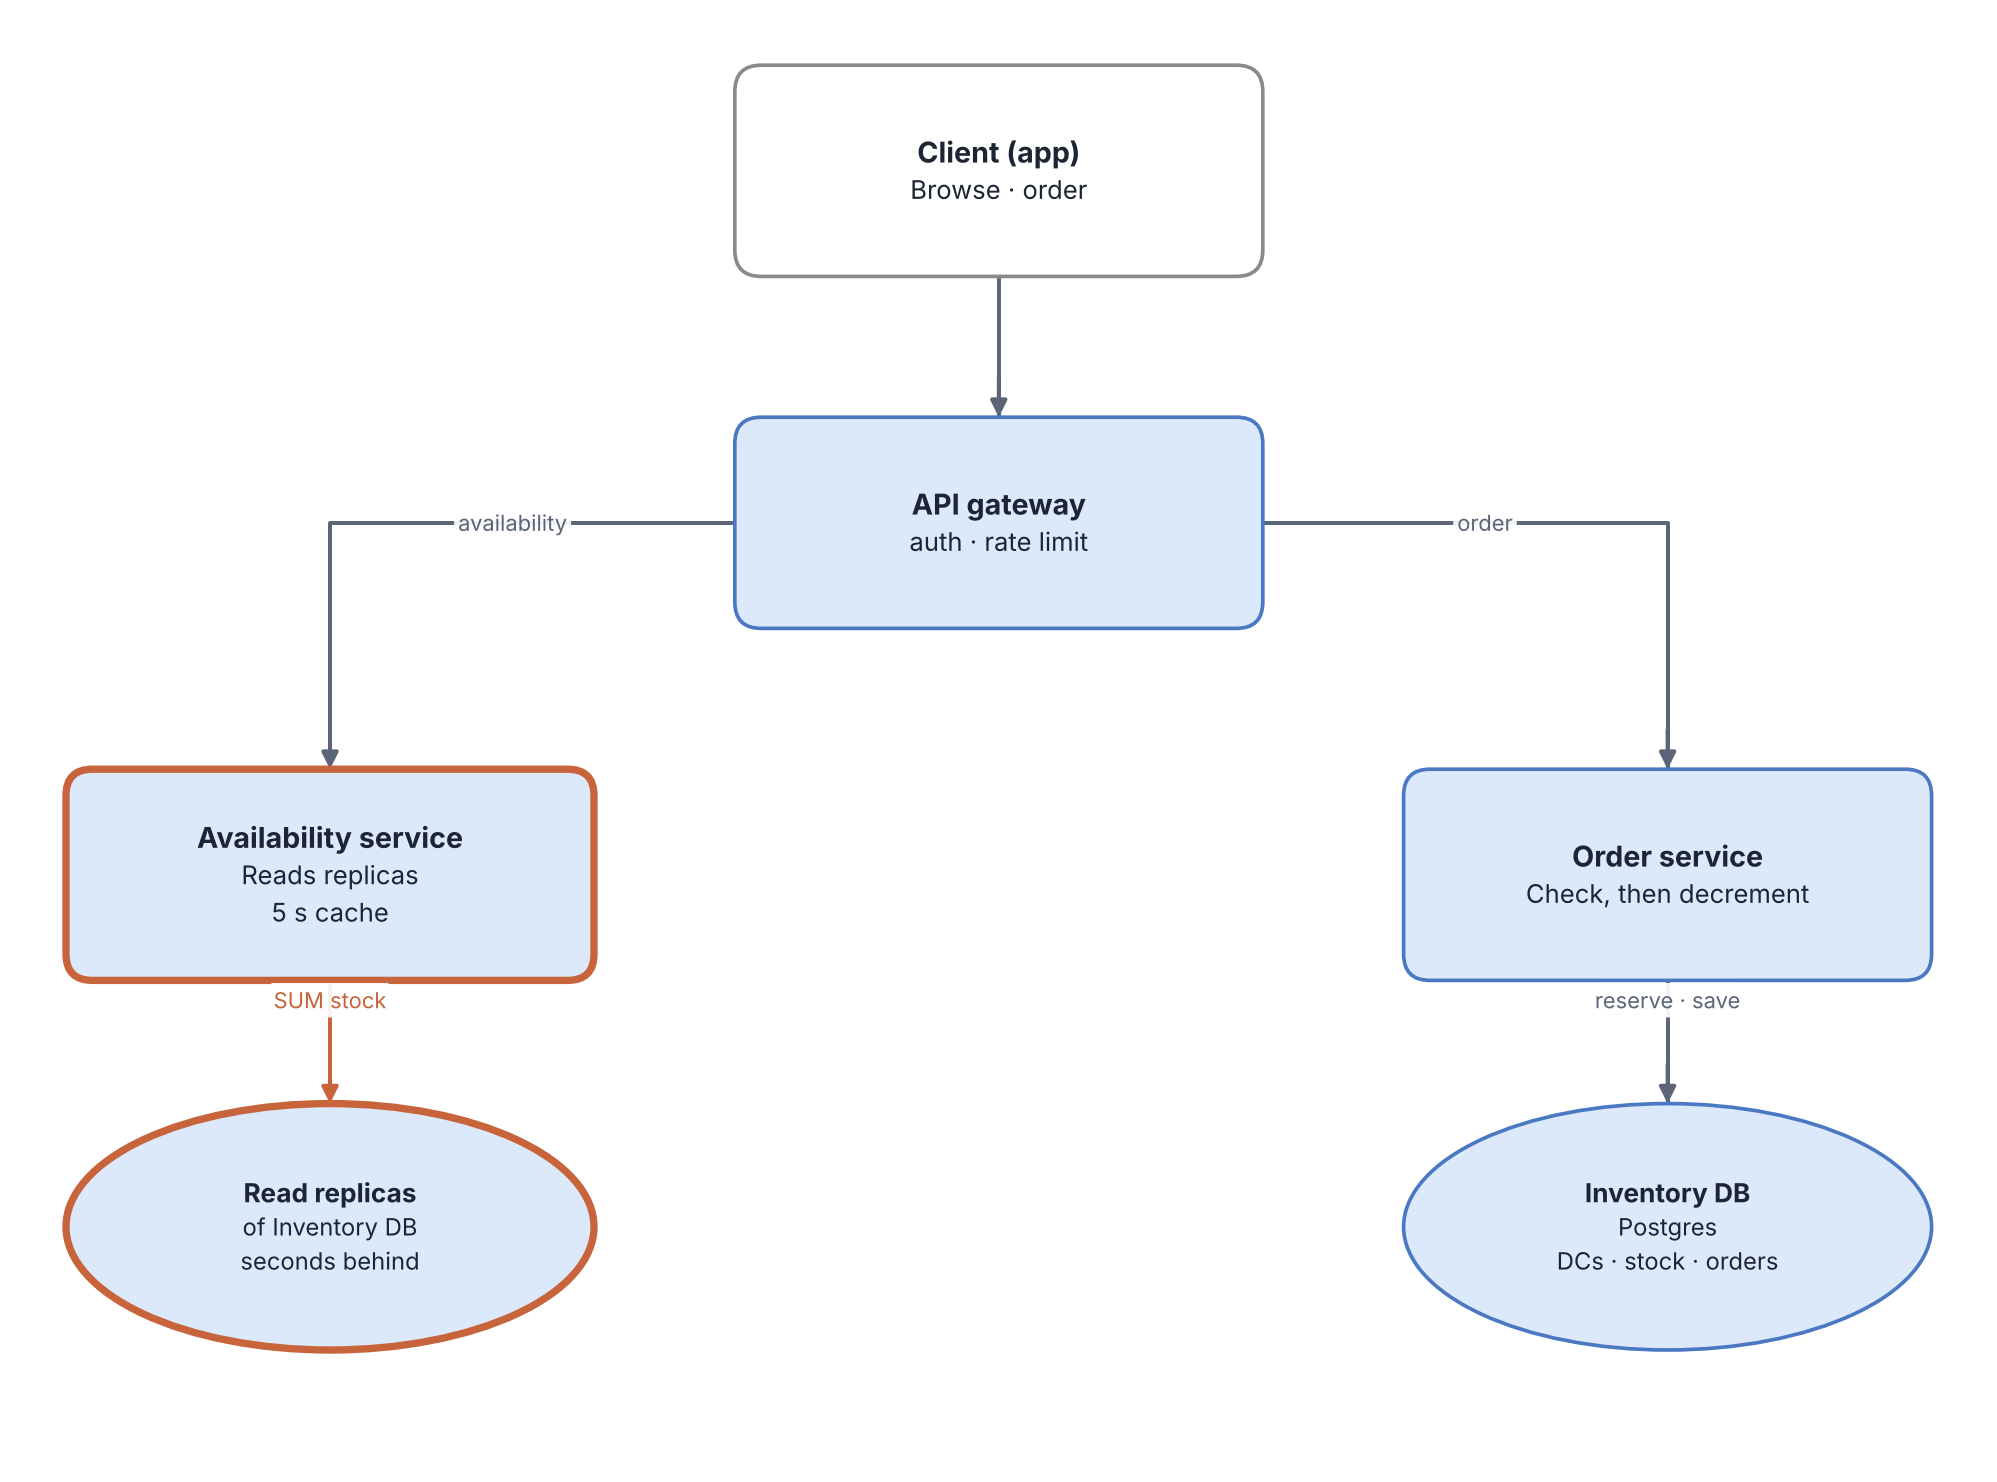 Client (app)
Browse · order
availability
API gateway
auth · rate limit
order
Availability service
Reads replicas
5 s cache
Order service
Check, then decrement
SUM stock
reserve · save
Read replicas
of Inventory DB
seconds behind
Inventory DB
Postgres
DCs · stock · orders